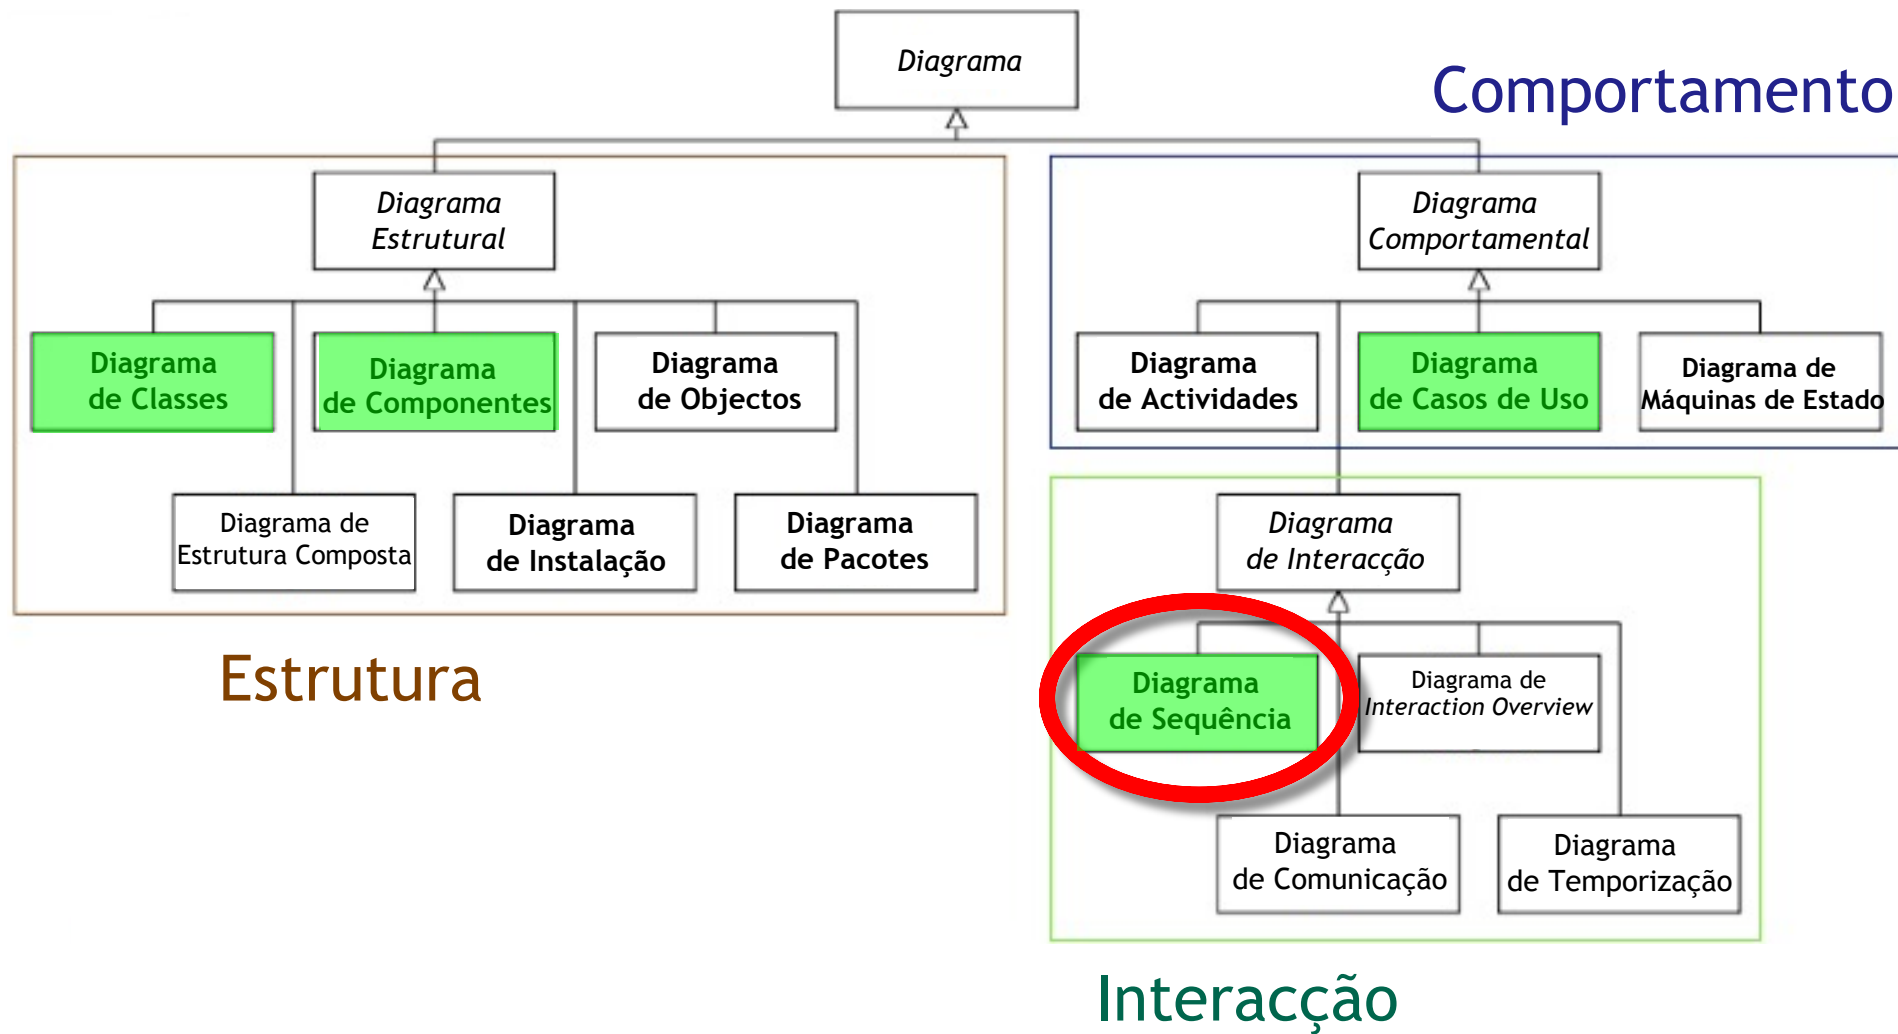 Diagrama
Comportamento
Diagrama
Estrutural
Diagrama
Comportamental
Diagrama
de Classes
Diagrama
de Componentes
Diagrama
de Objectos
Diagrama
de Actividades
Diagrama
de Casos de Uso
Diagrama de
Máquinas de Estado
Diagrama de
Estrutura Composta
Diagrama
de Instalação
Diagrama
de Pacotes
Diagrama
de Interacção
Estrutura
Diagrama
de Sequência
Diagrama de
Interaction Overview
Diagrama
de Comunicação
Diagrama
de Temporização
Interacção